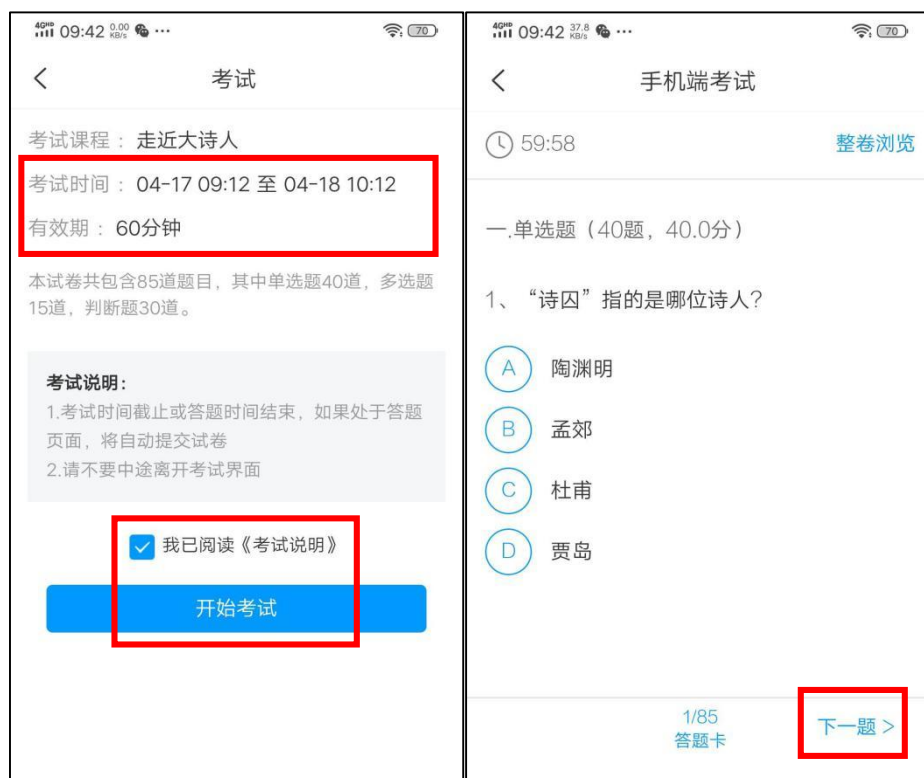 4GHD 09:42 0.00 KB/s ··· 70
考试
考试课程：走近大诗人
考试时间：04-17 09:12 至 04-18 10:12
有效期：60分钟
本试卷共包含85道题目，其中单选题40道，多选题
15道，判断题30道。
考试说明：
1.考试时间截止或答题时间结束，如果处于答题
页面，将自动提交试卷
2.请不要中途离开考试界面
我已阅读《考试说明》
开始考试
4GHD 09:42 37.8 KB/s ··· 70
手机端考试
59:58 整卷浏览
一.单选题（40题，40.0分）
1、“诗囚”指的是哪位诗人？
A 陶渊明
B 孟郊
C 杜甫
D 贾岛
1/85
答题卡
下一题 >